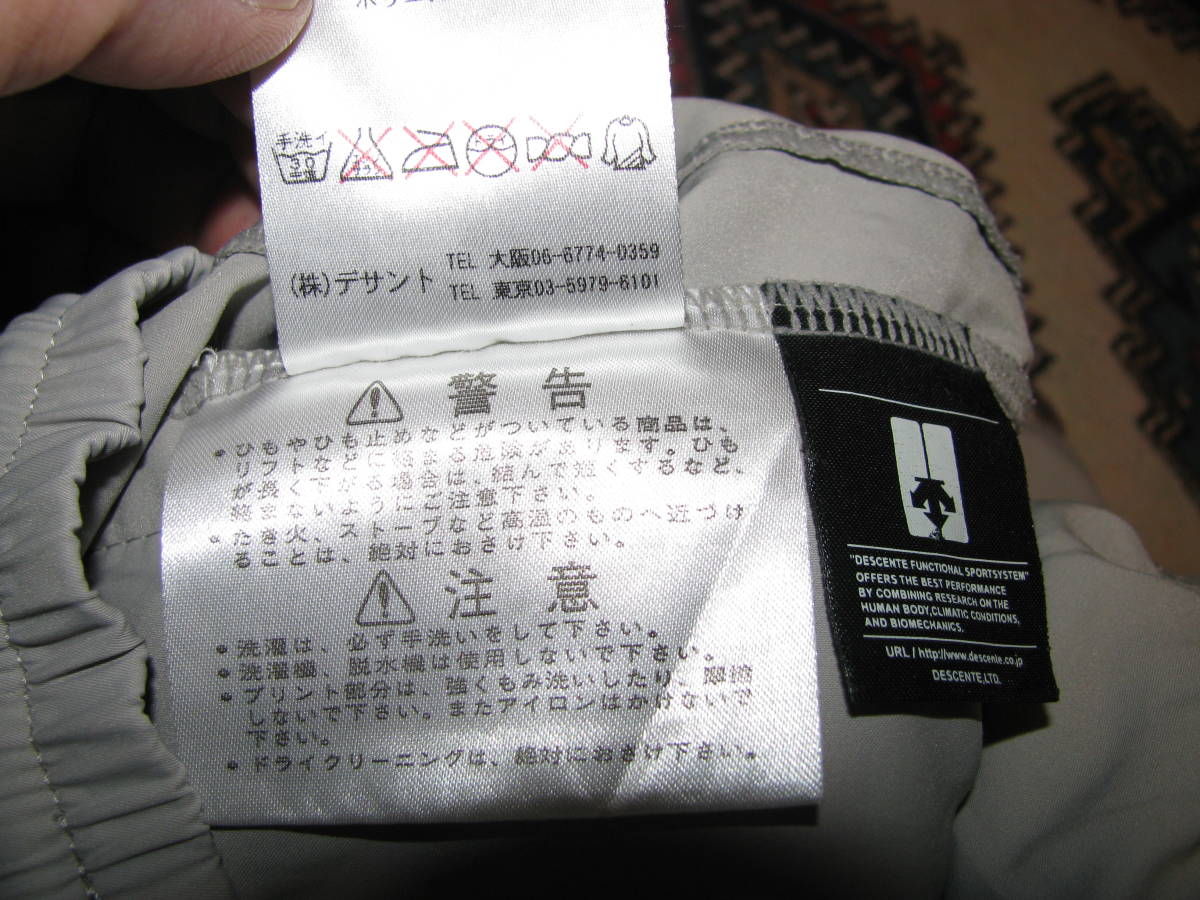 手洗イ
30
(株)デサント
TEL 大阪06-6774-0359
TEL 東京03-5979-6101
警告
・ひもやひも止めなどがついている商品は、
リフトなどに絡まる危険があります。ひも
が長く下がる場合は、結んで短くするなど、
絡まないようにご注意下さい。
・たき火、ストーブなど高温のものへ近づけ
ることは、絶対におさけ下さい。
注意
・洗濯は、必ず手洗いをして下さい。
・洗濯機、脱水機は使用しないで下さい。
・プリント部分は、強くもみ洗いしたり、摩擦
しないで下さい。またアイロンはかけないで
下さい。
・ドライクリーニングは、絶対におさけ下さい。
"DESCENTE FUNCTIONAL SPORTSYSTEM"
OFFERS THE BEST PERFORMANCE
BY COMBINING RESEARCH ON THE
HUMAN BODY,CLIMATIC CONDITIONS,
AND BIOMECHANICS.
URL / http://www.descente.co.jp
DESCENTE,LTD.